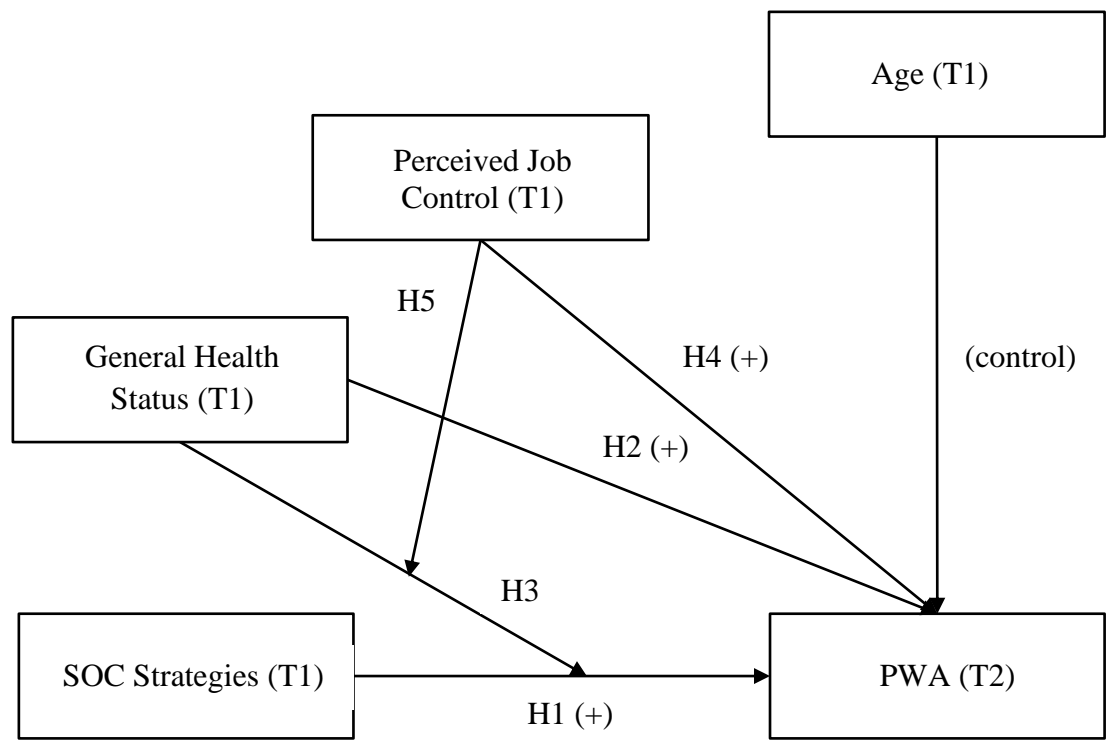 Age (T1)
Perceived Job
Control (T1)
H5
General Health
Status (T1)
H4 (+)
(control)
H2 (+)
H3
SOC Strategies (T1)
PWA (T2)
H1 (+)